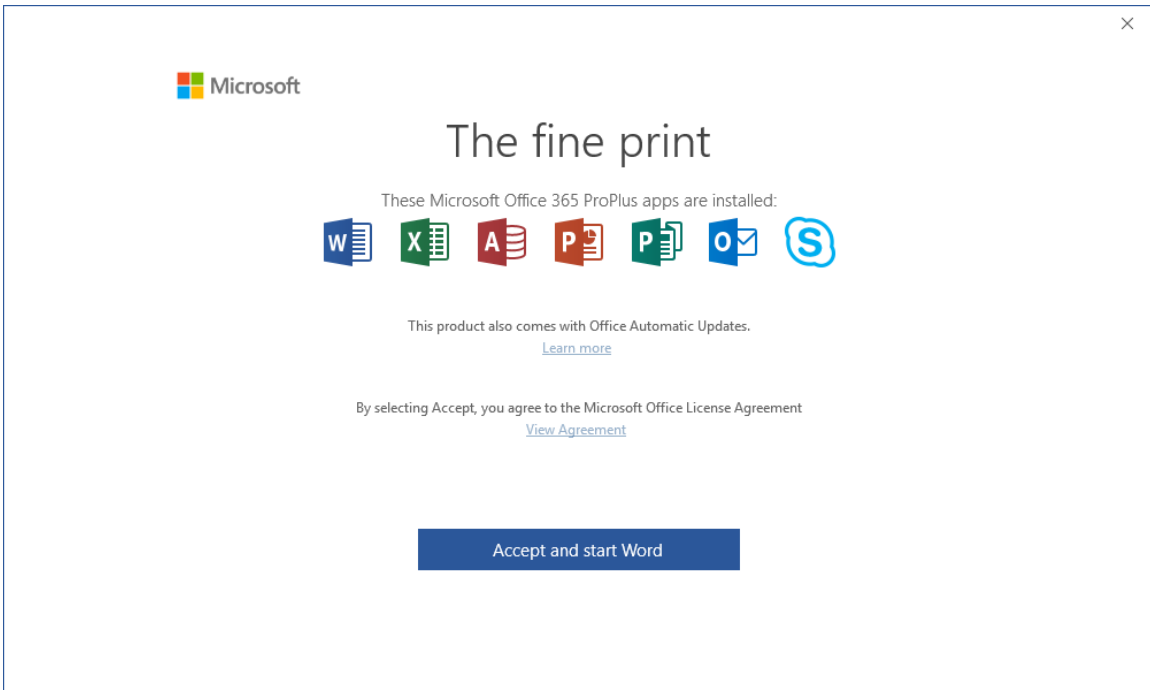 Microsoft
The fine print
These Microsoft Office 365 ProPlus apps are installed:
W X A P P O S
This product also comes with Office Automatic Updates.
Learn more
By selecting Accept, you agree to the Microsoft Office License Agreement
View Agreement
Accept and start Word